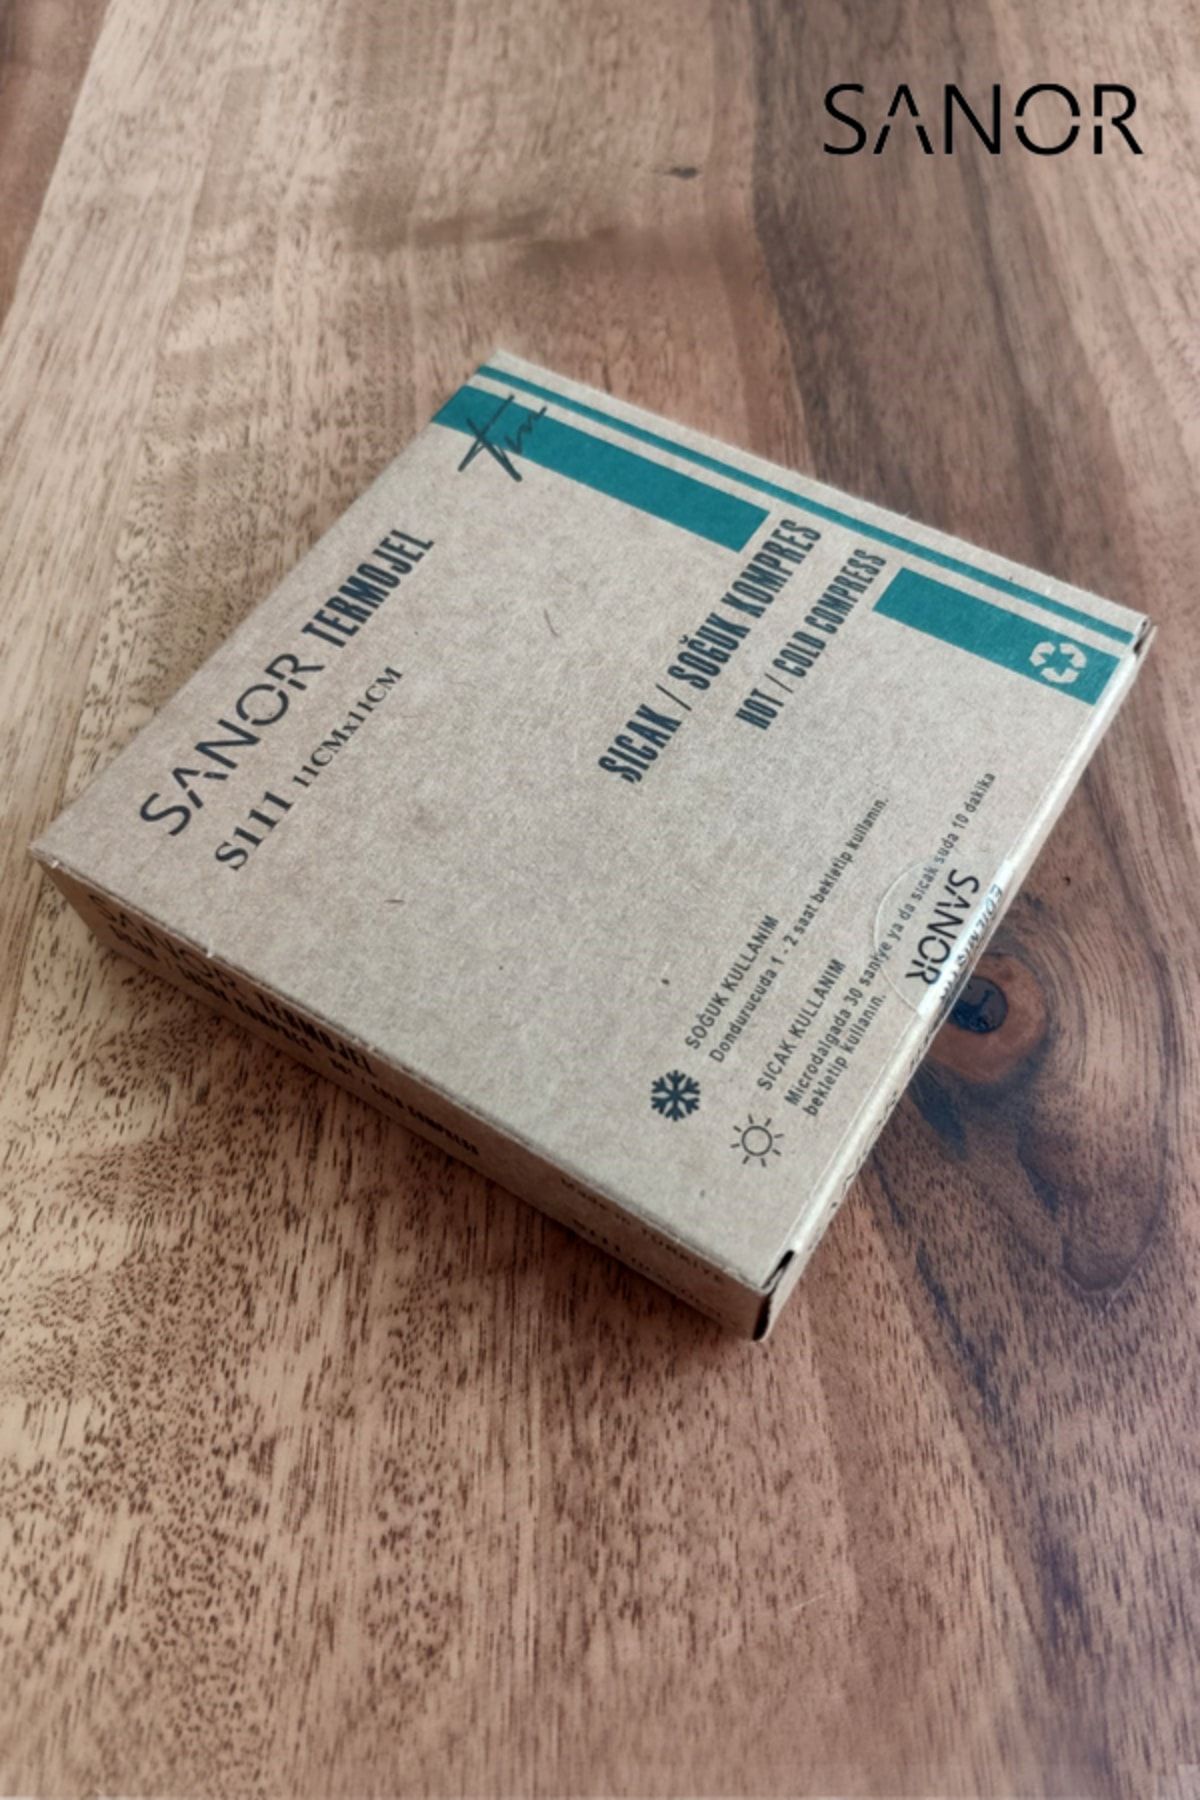 SANOR
SANOR TERMOJEL
S111 11CMx11CM
SICAK / SOĞUK KOMPRES
HOT / COLD COMPRESS
SOĞUK KULLANIM
Dondurucuda 1 - 2 saat bekletip kullanın.
SICAK KULLANIM
Microdalgada 30 saniye ya da sıcak suda 10 dakika
bekletip kullanın.
SANOR